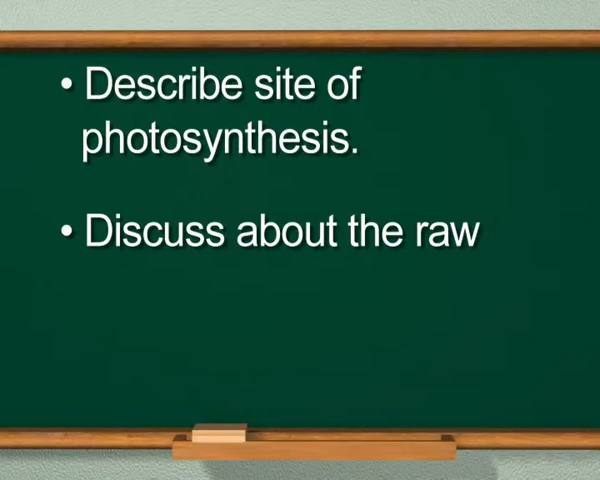 • Describe site of
photosynthesis.
• Discuss about the raw